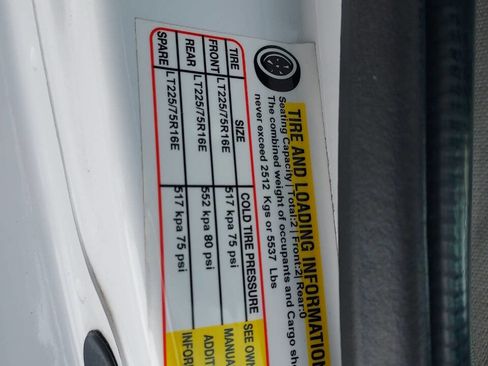 TIRE AND LOADING INFORMATION
Seating Capacity | Total:2 | Front:2| Rear:0
The combined weight of occupants and Cargo sh
never exceed 2512 Kgs or 5537 Lbs
TIRE SIZE COLD TIRE PRESSURE SEE OWN
FRONT LT225/75R16E 517 kpa 75 psi MANUA
REAR LT225/75R16E 552 kpa 80 psi ADDIT
SPARE LT225/75R16E 517 kpa 75 psi INFOR